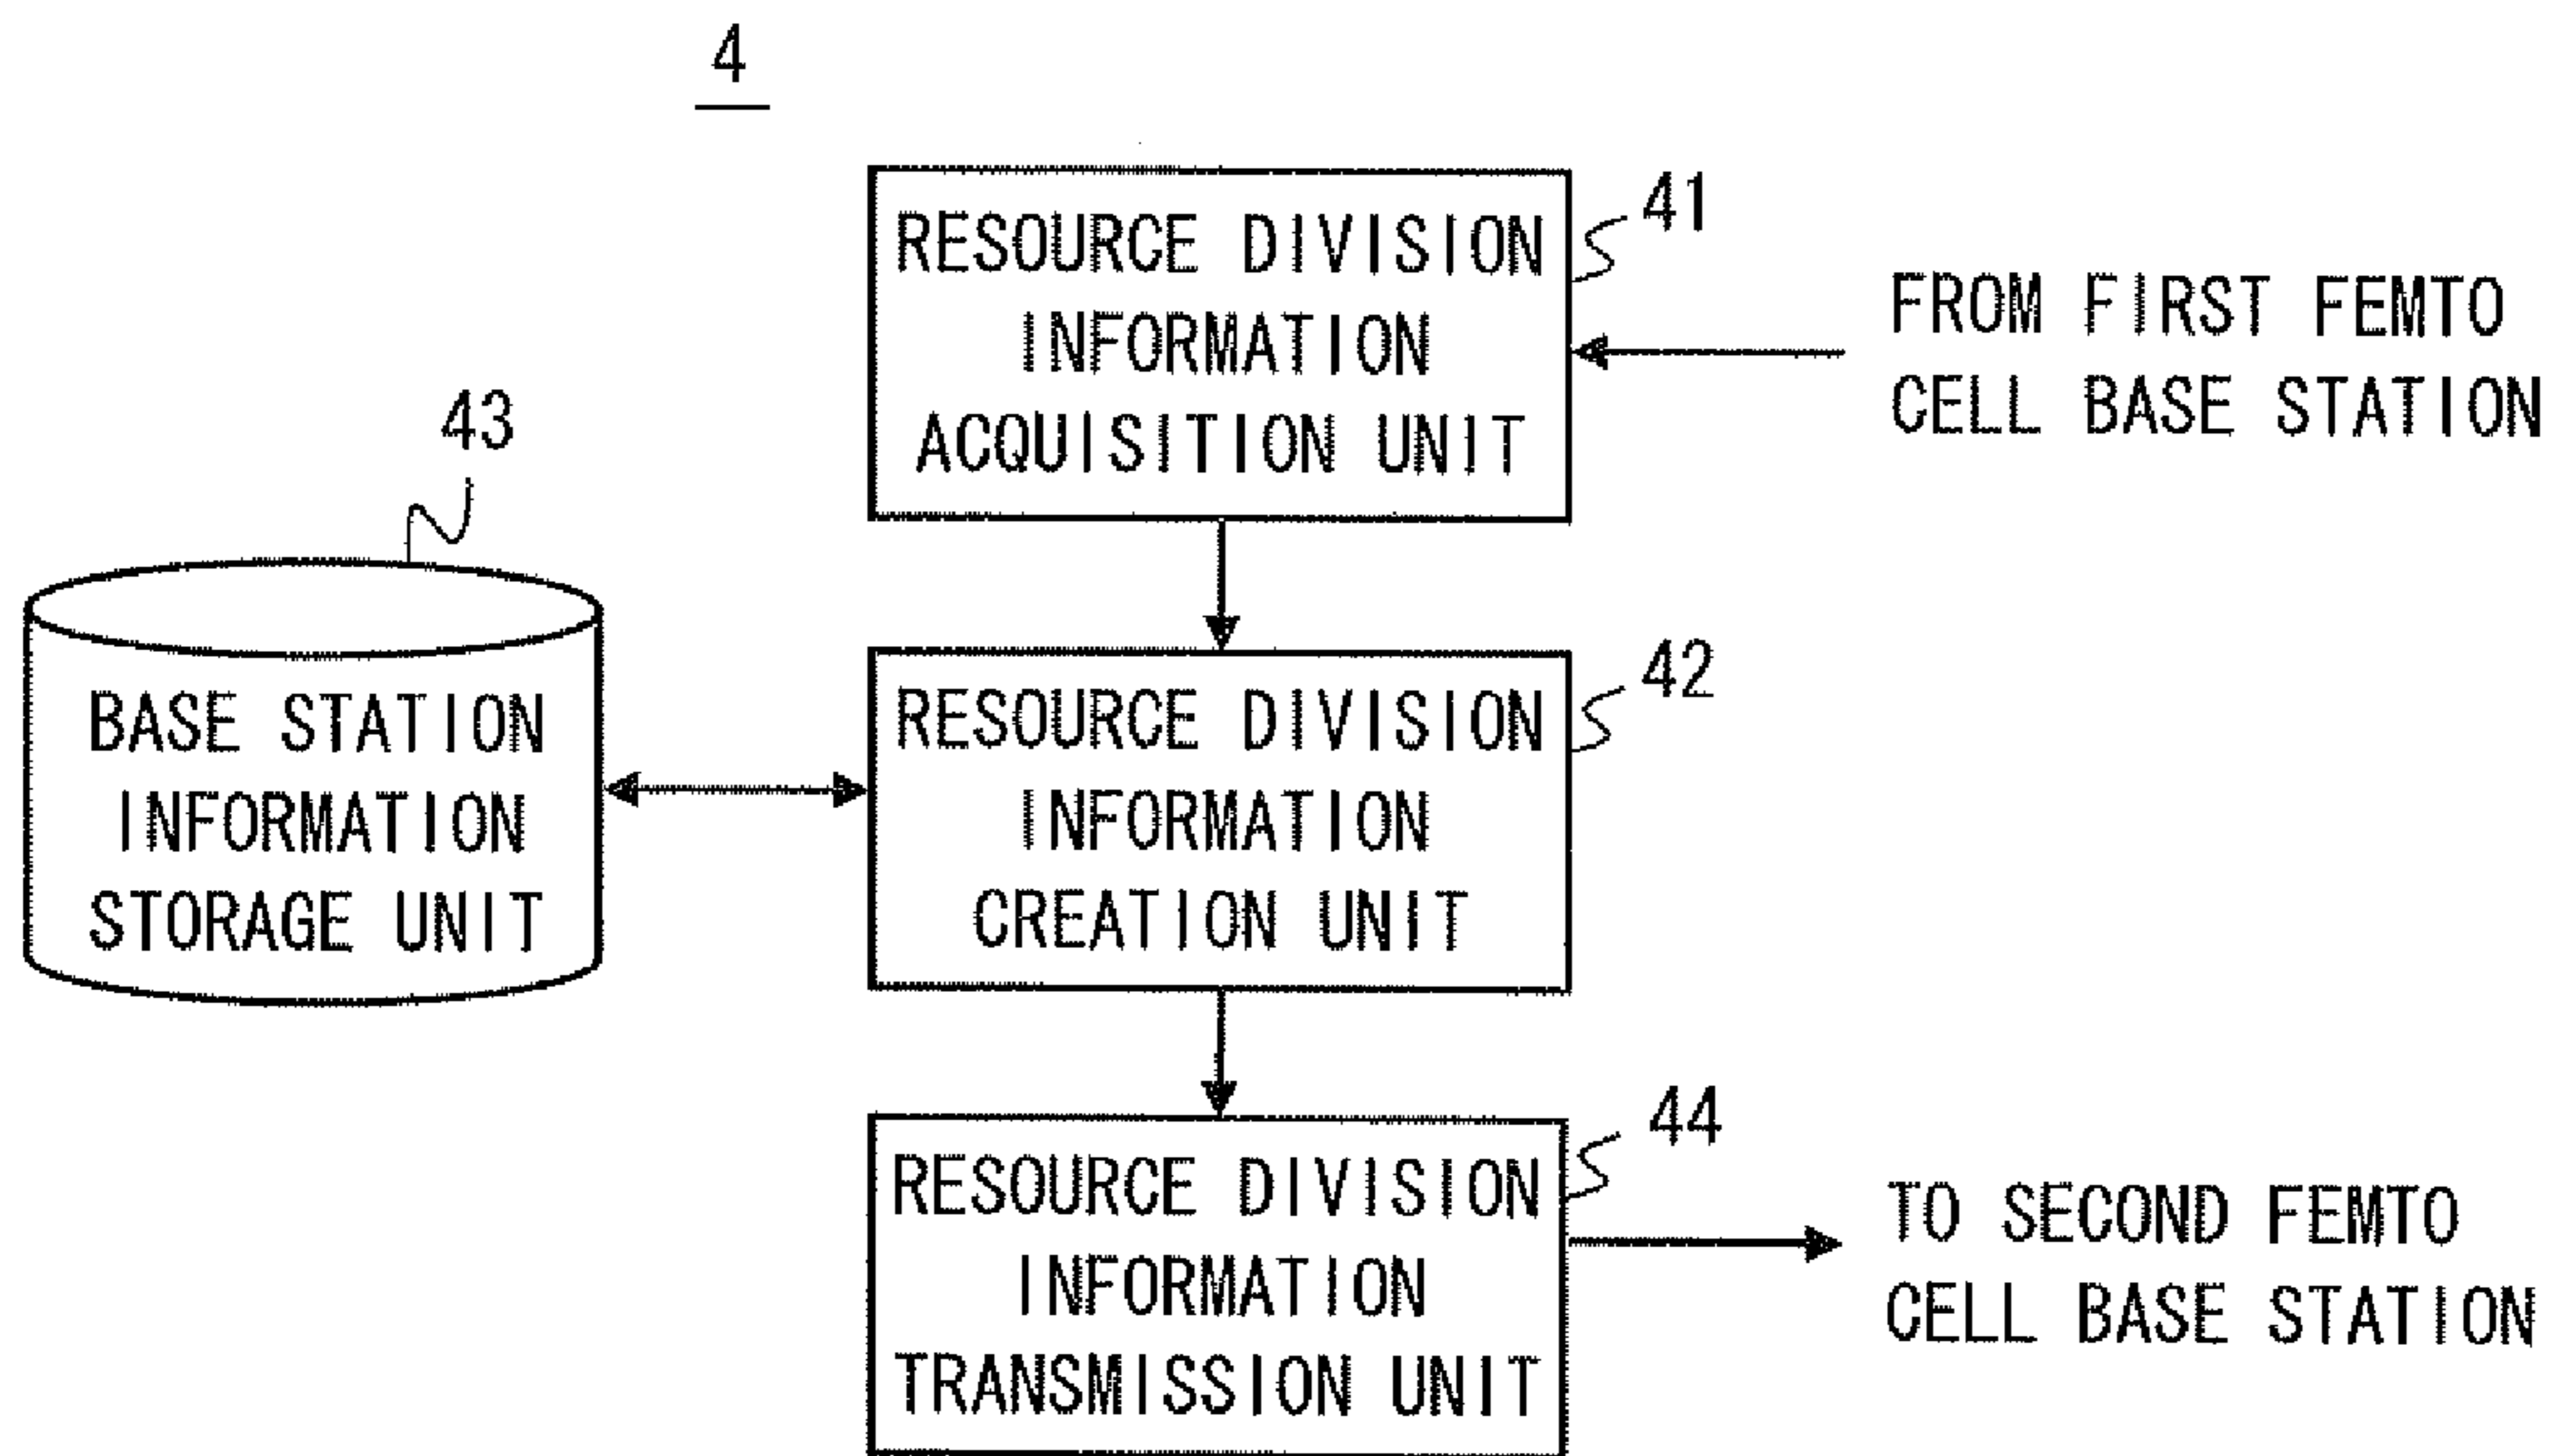 4
RESOURCE DIVISION
INFORMATION
ACQUISITION UNIT
41
FROM FIRST FEMTO
CELL BASE STATION
43
BASE STATION
INFORMATION
STORAGE UNIT
RESOURCE DIVISION
INFORMATION
CREATION UNIT
42
RESOURCE DIVISION
INFORMATION
TRANSMISSION UNIT
44
TO SECOND FEMTO
CELL BASE STATION